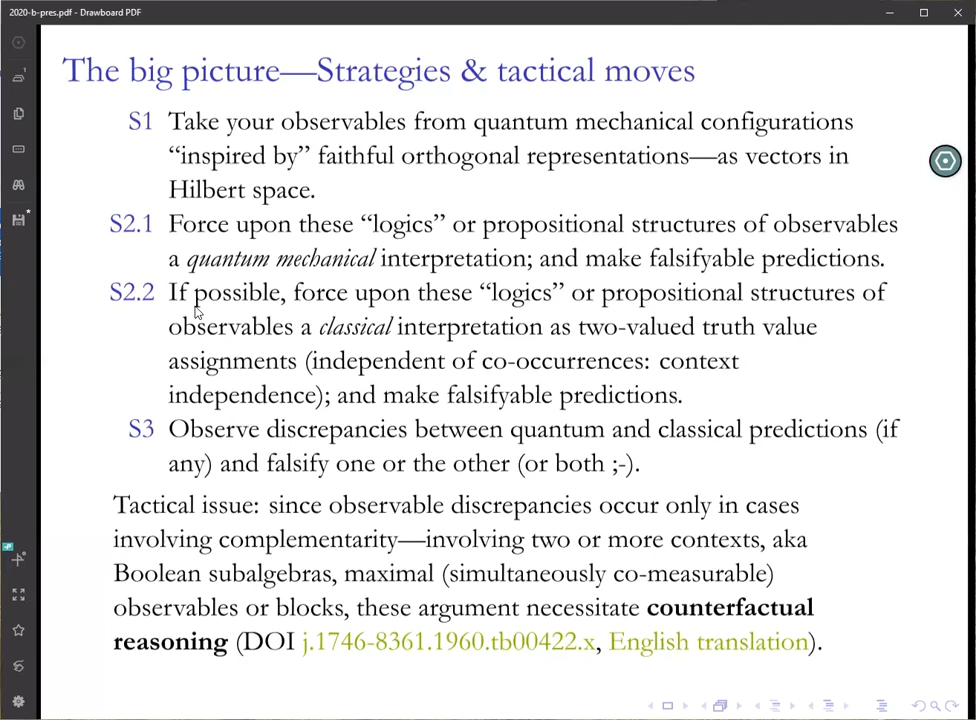 2020-b-pres.pdf - Drawboard PDF
The big picture—Strategies & tactical moves
S1 Take your observables from quantum mechanical configurations
“inspired by” faithful orthogonal representations—as vectors in
Hilbert space.
S2.1 Force upon these “logics” or propositional structures of observables
a quantum mechanical interpretation; and make falsifyable predictions.
S2.2 If possible, force upon these “logics” or propositional structures of
observables a classical interpretation as two-valued truth value
assignments (independent of co-occurrences: context
independence); and make falsifyable predictions.
S3 Observe discrepancies between quantum and classical predictions (if
any) and falsify one or the other (or both ;-).
Tactical issue: since observable discrepancies occur only in cases
involving complementarity—involving two or more contexts, aka
Boolean subalgebras, maximal (simultaneously co-measurable)
observables or blocks, these argument necessitate counterfactual
reasoning (DOI j.1746-8361.1960.tb00422.x, English translation).